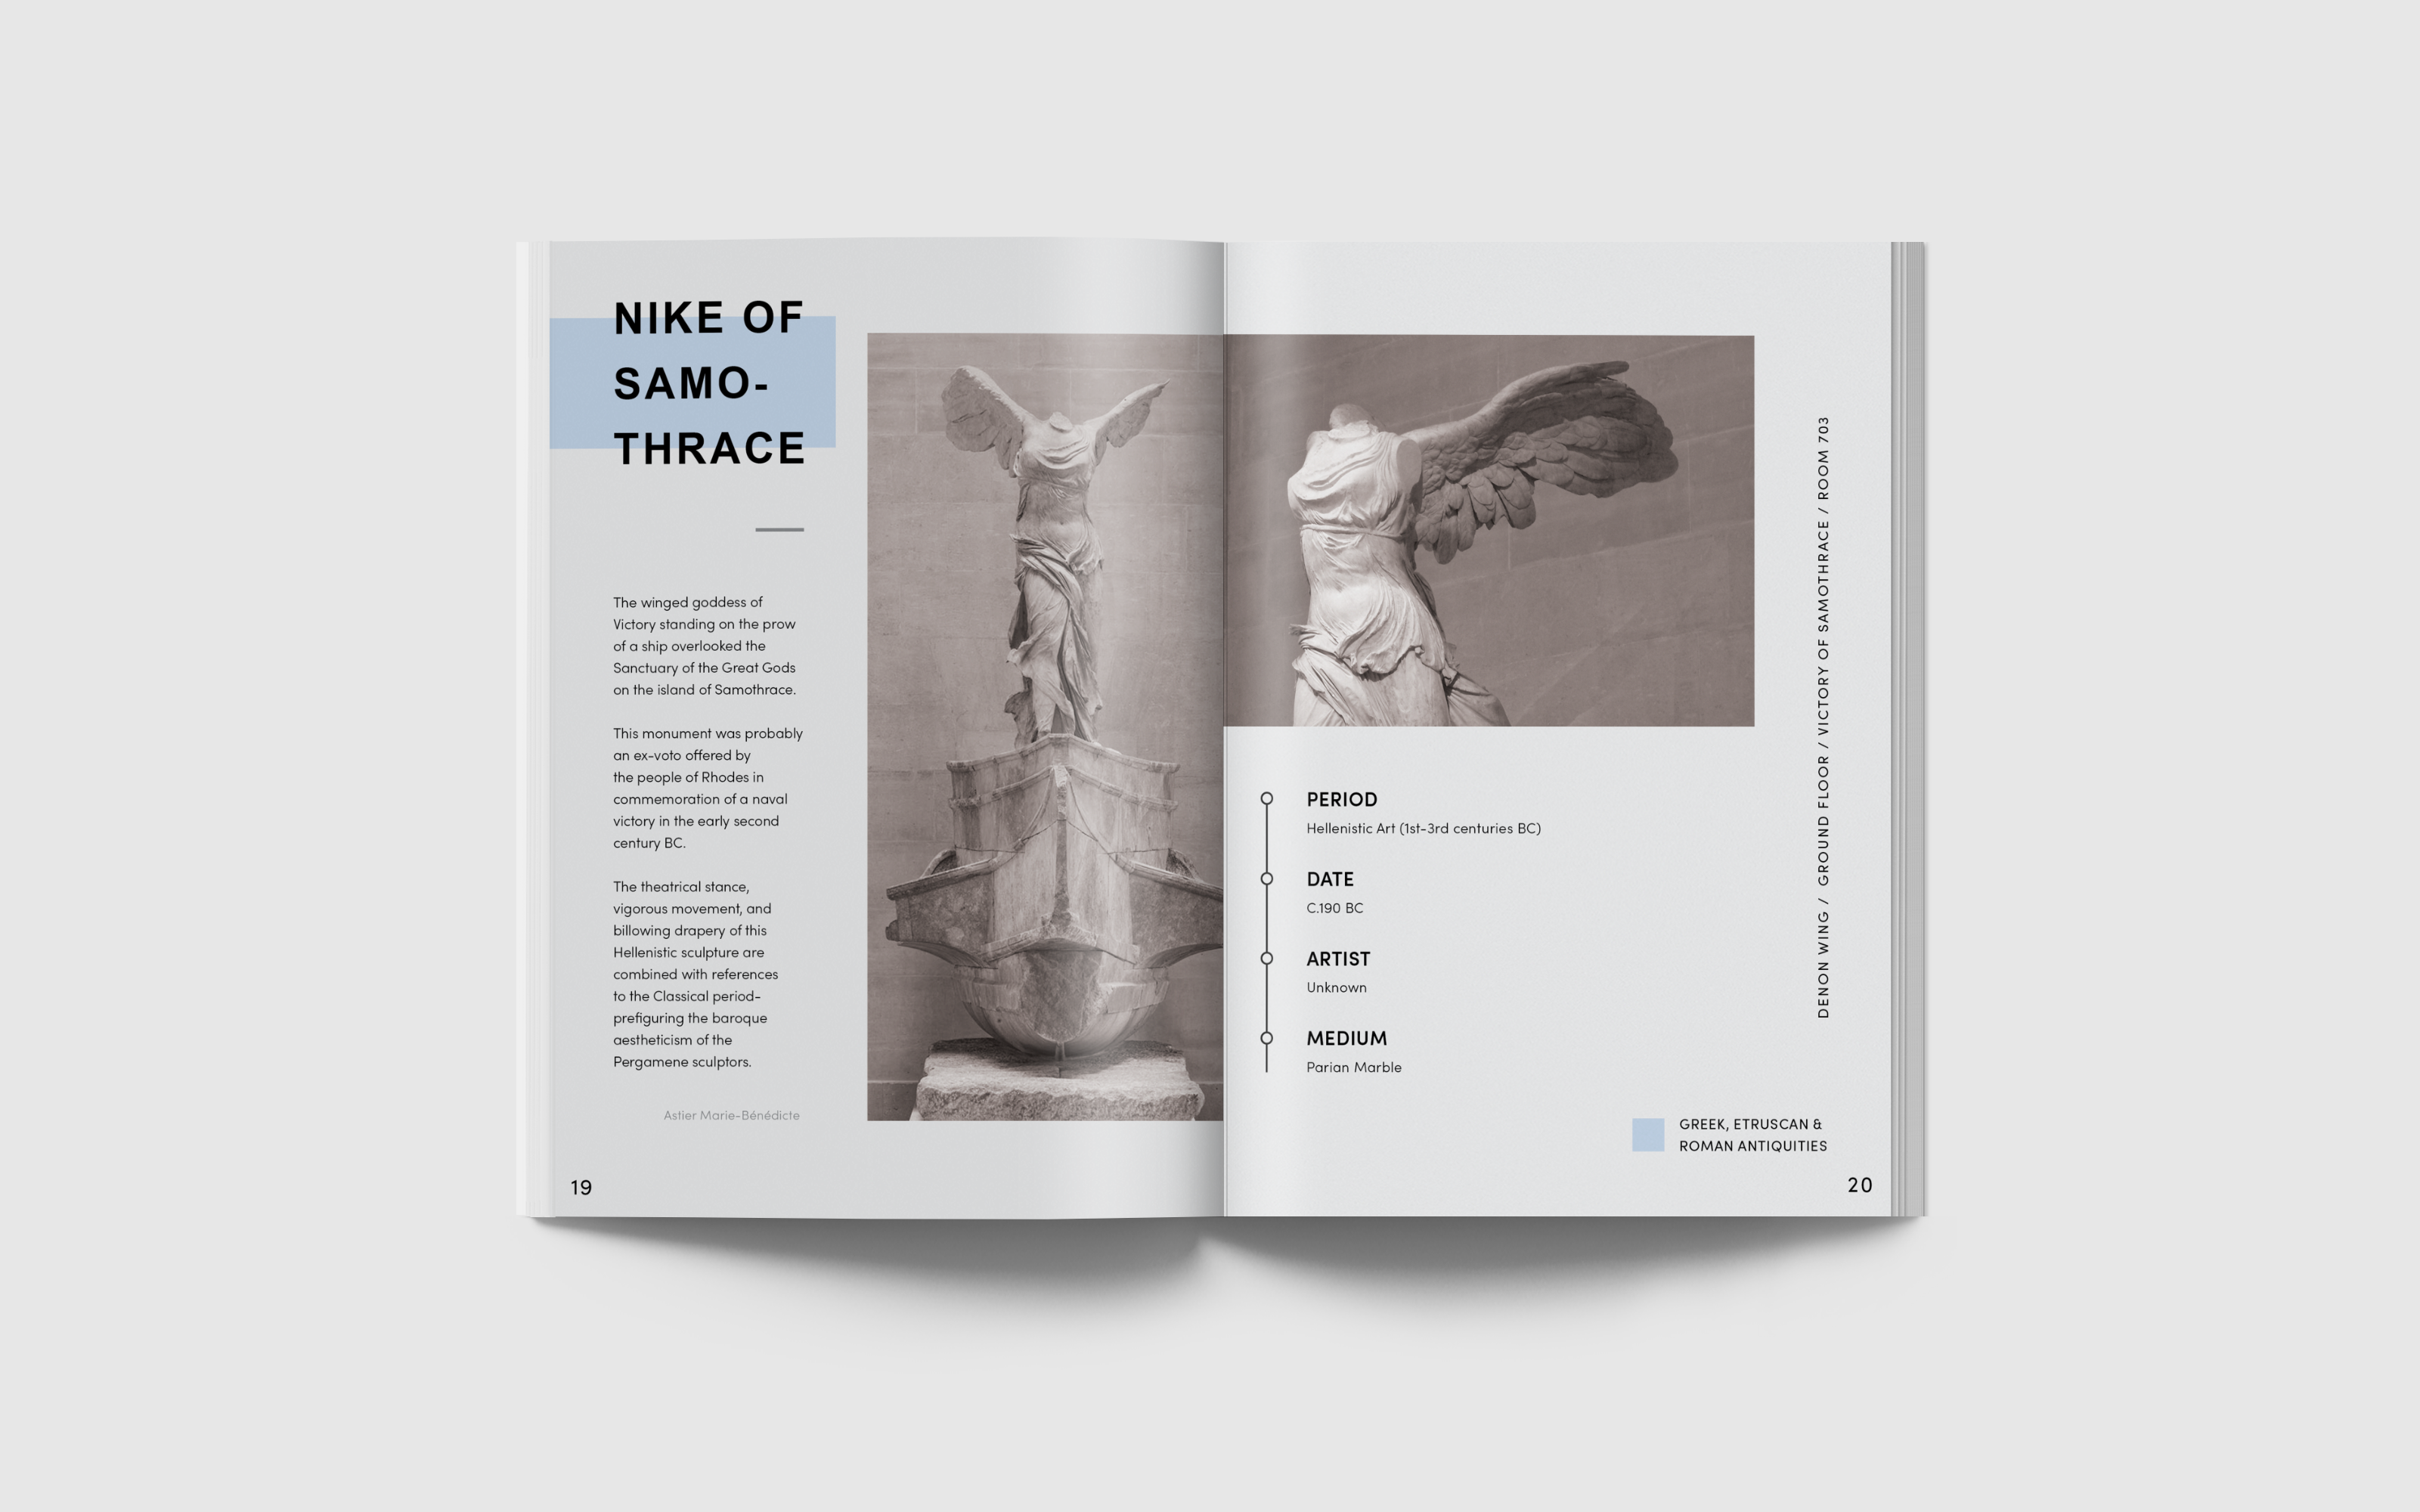 NIKE OF
SAMO-
THRACE
The winged goddess of
Victory standing on the prow
of a ship overlooked the
Sanctuary of the Great Gods
on the island of Samothrace.
This monument was probably
an ex-voto offered by
the people of Rhodes in
commemoration of a naval
victory in the early second
century BC.
The theatrical stance,
vigorous movement, and
billowing drapery of this
Hellenistic sculpture are
combined with references
to the Classical period-
prefiguring the baroque
aestheticism of the
Pergamene sculptors.
Astier Marie-Bénédicte
19
PERIOD
Hellenistic Art (1st-3rd centuries BC)
DATE
C.190 BC
ARTIST
Unknown
MEDIUM
Parian Marble
DENON WING / GROUND FLOOR / VICTORY OF SAMOTHRACE / ROOM 703
GREEK, ETRUSCAN &
ROMAN ANTIQUITIES
20